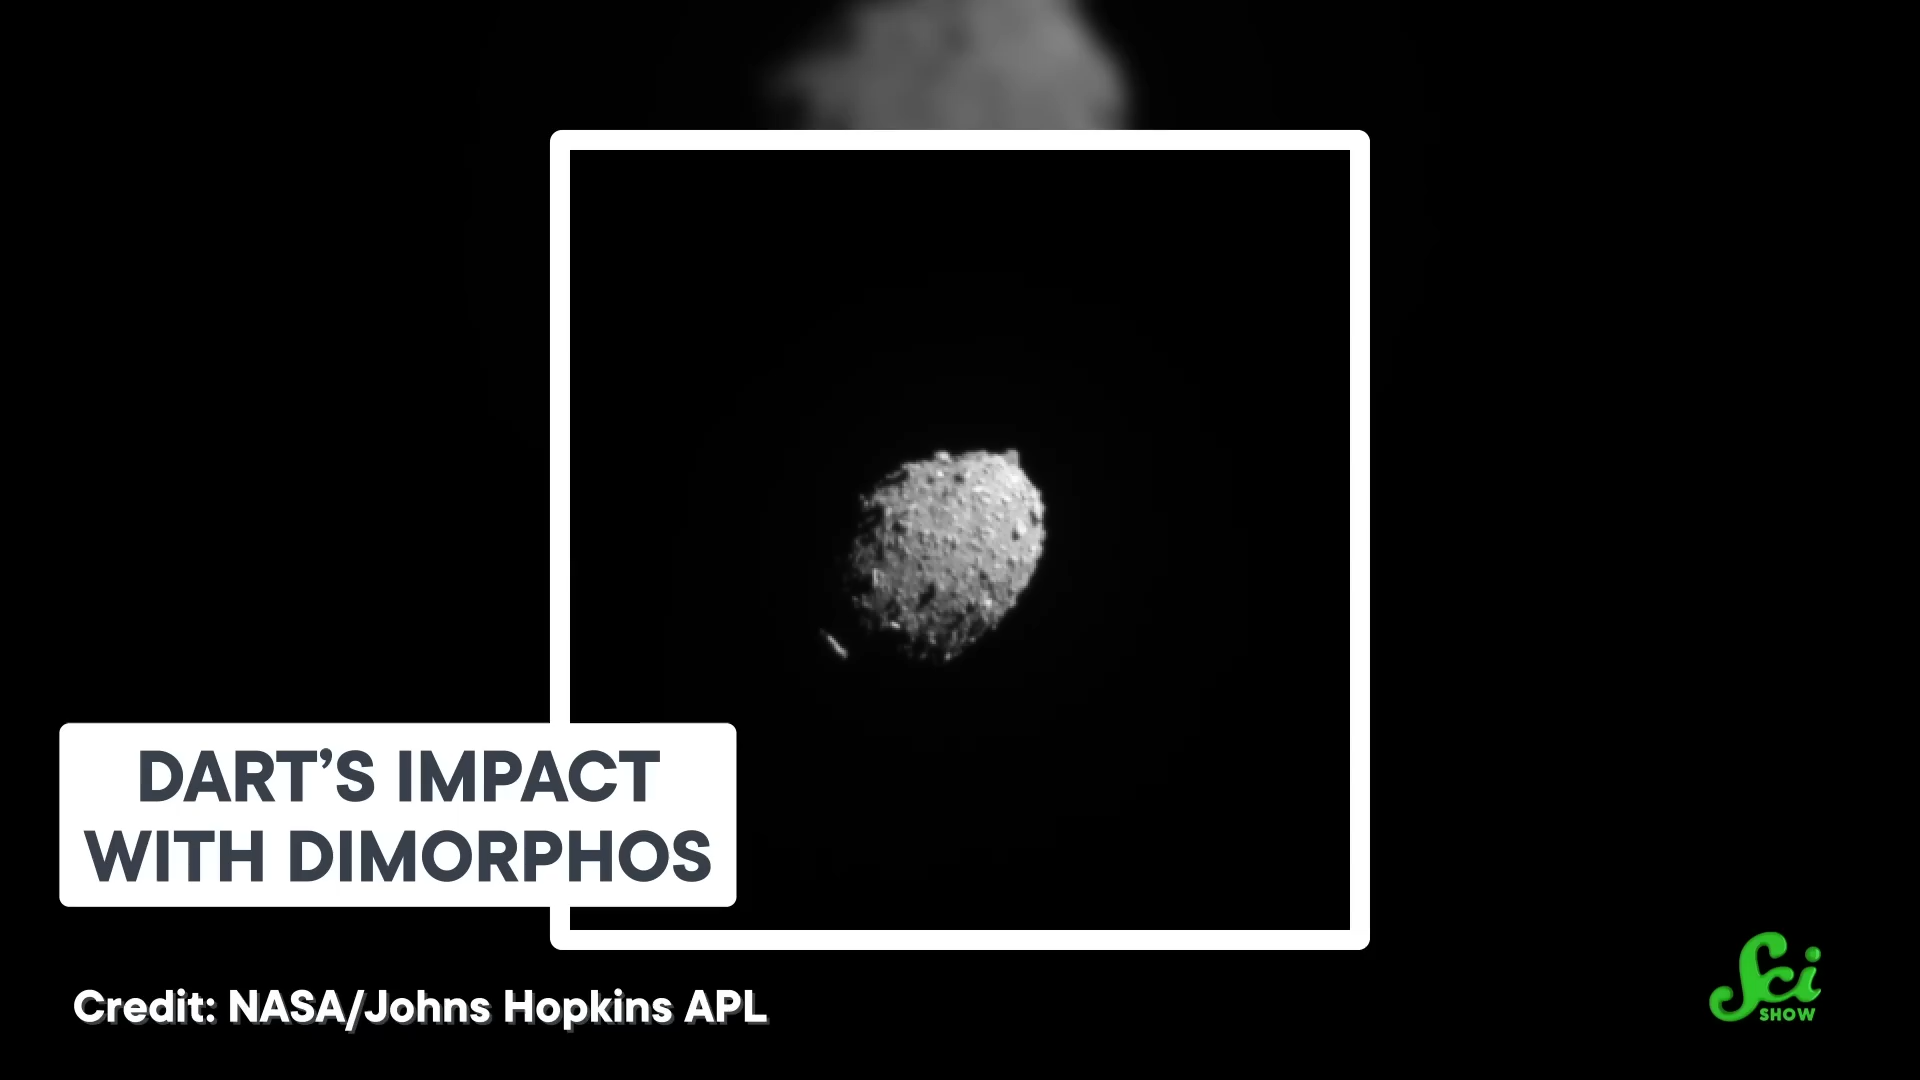 DART’S IMPACT
WITH DIMORPHOS
Credit: NASA/Johns Hopkins APL
Sci
SHOW